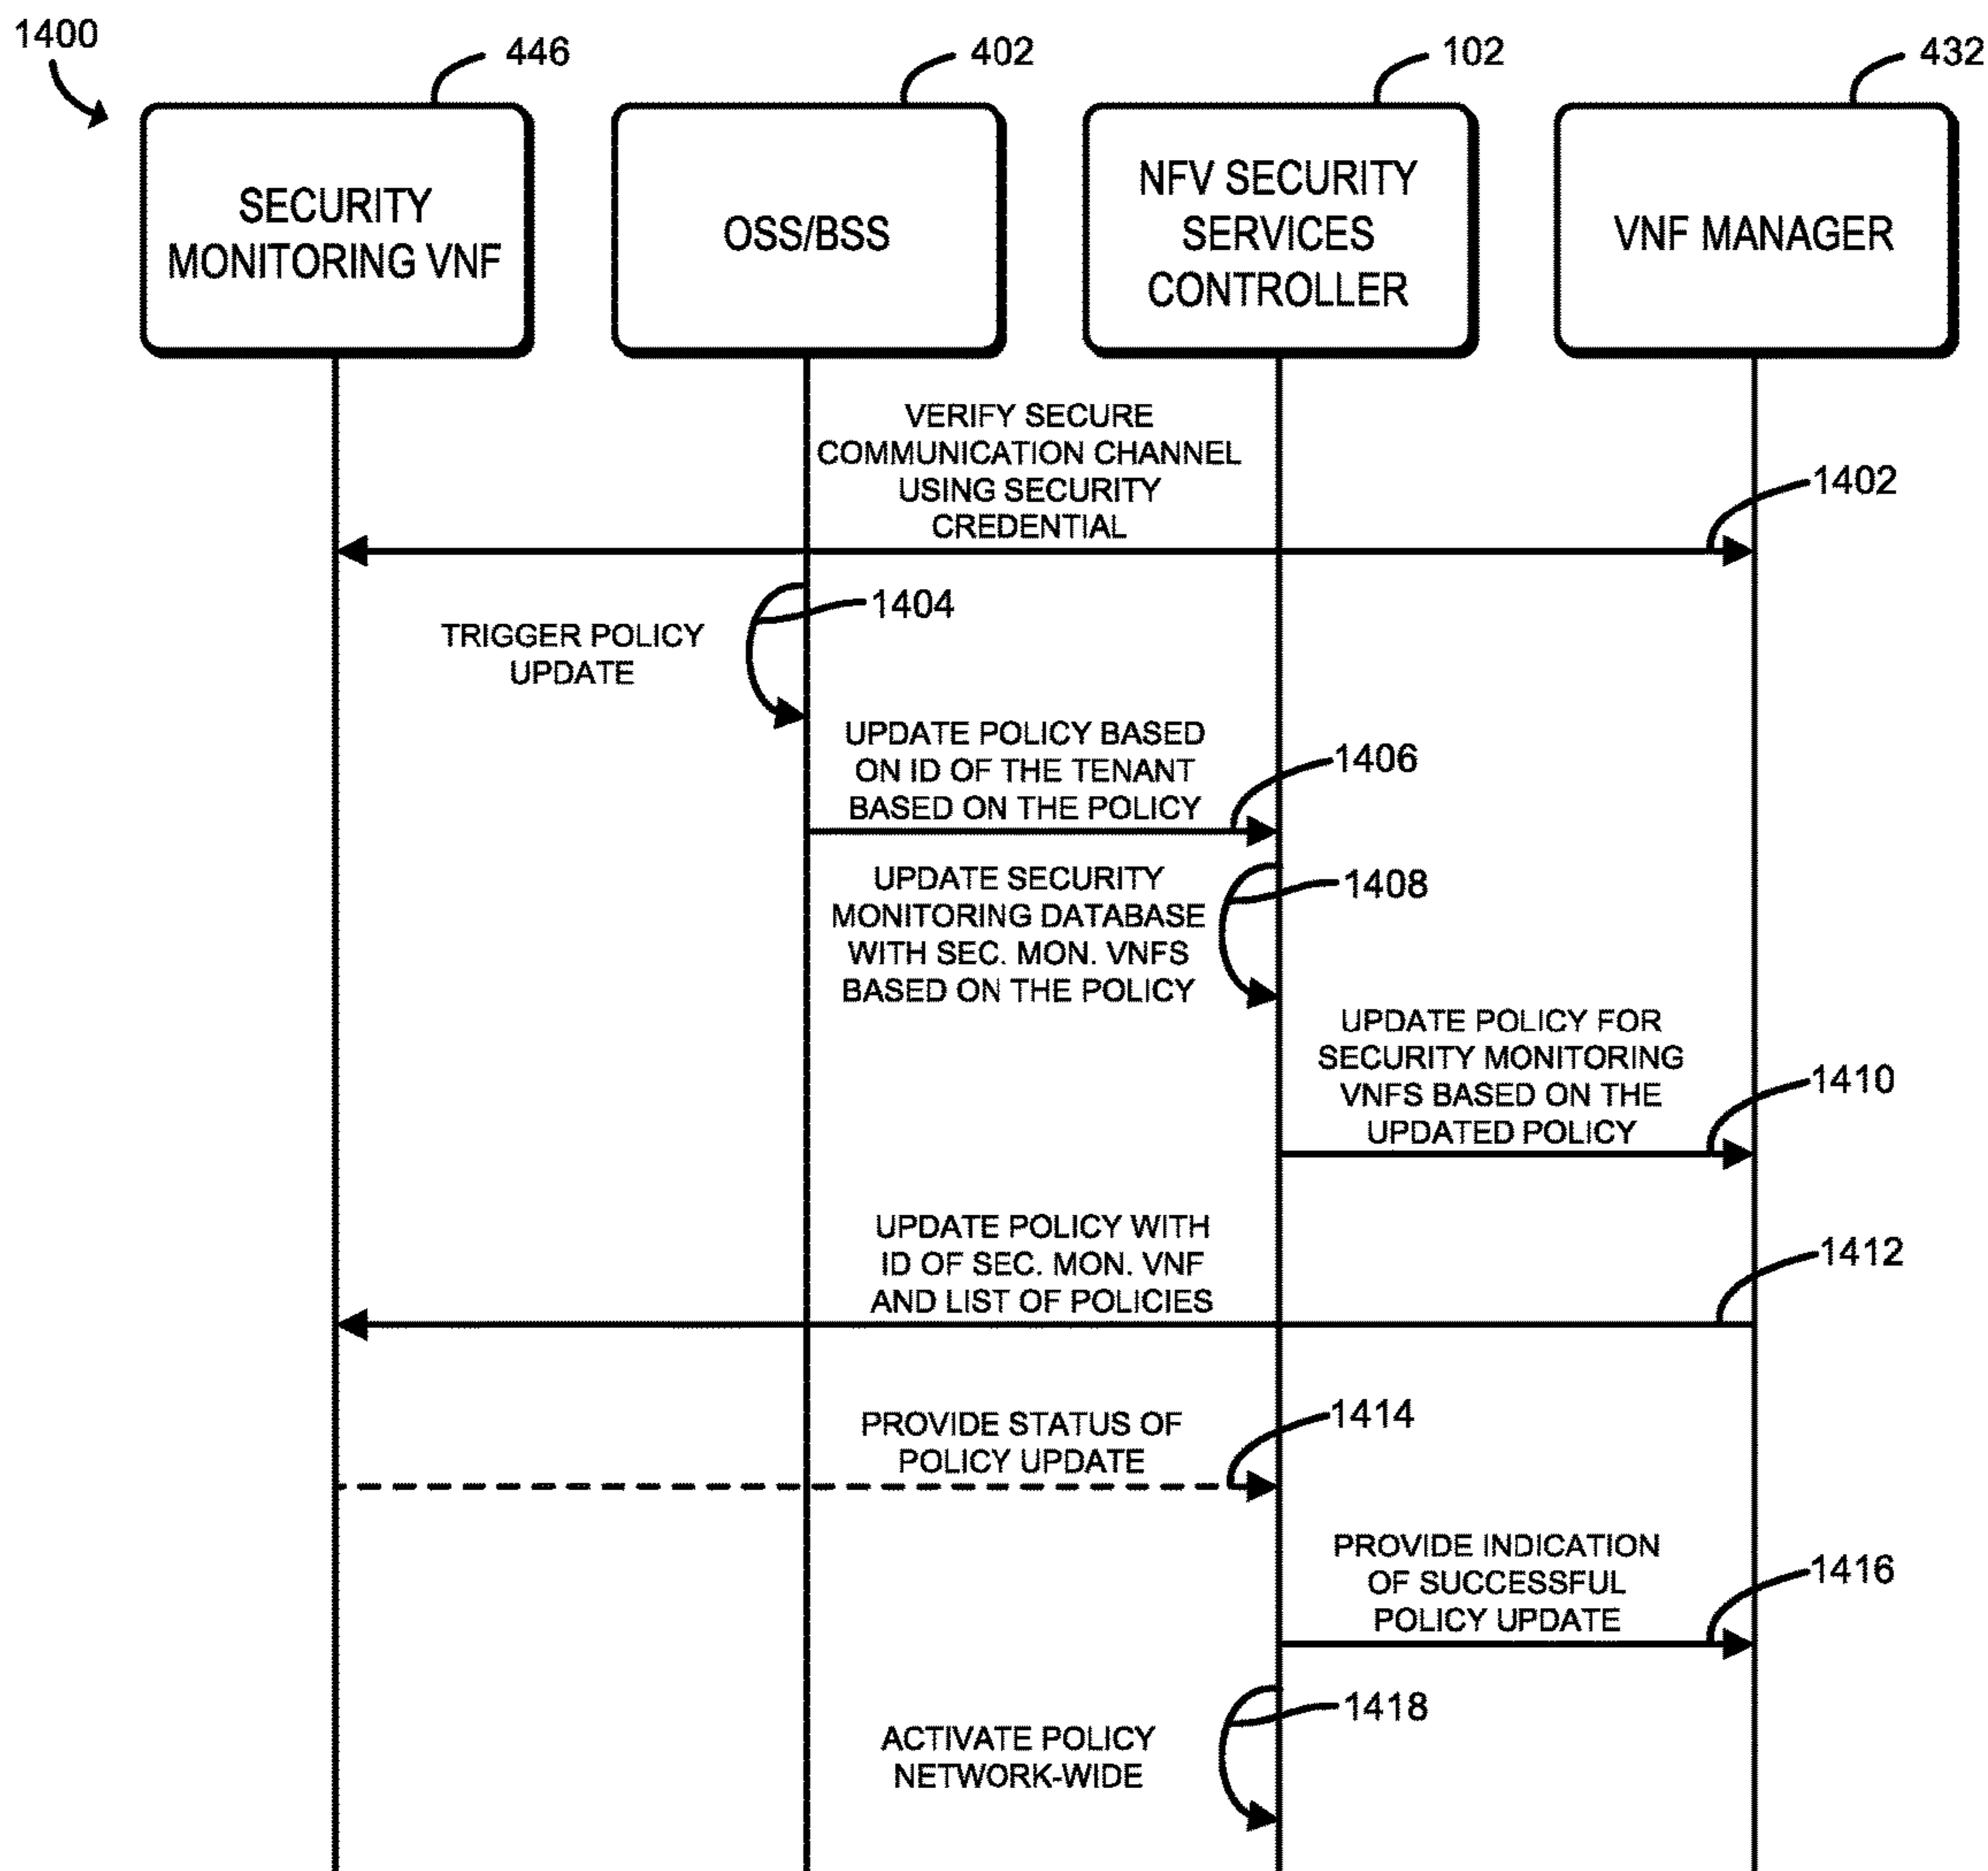 1400
446
402
102
432
SECURITY
MONITORING VNF
OSS/BSS
NFV SECURITY
SERVICES
CONTROLLER
VNF MANAGER
VERIFY SECURE
COMMUNICATION CHANNEL
USING SECURITY
CREDENTIAL
1402
1404
TRIGGER POLICY
UPDATE
UPDATE POLICY BASED
ON ID OF THE TENANT
BASED ON THE POLICY
1406
UPDATE SECURITY
MONITORING DATABASE
WITH SEC. MON. VNFS
BASED ON THE POLICY
1408
UPDATE POLICY FOR
SECURITY MONITORING
VNFS BASED ON THE
UPDATED POLICY
1410
UPDATE POLICY WITH
ID OF SEC. MON. VNF
AND LIST OF POLICIES
1412
PROVIDE STATUS OF
POLICY UPDATE
1414
PROVIDE INDICATION
OF SUCCESSFUL
POLICY UPDATE
1416
1418
ACTIVATE POLICY
NETWORK-WIDE